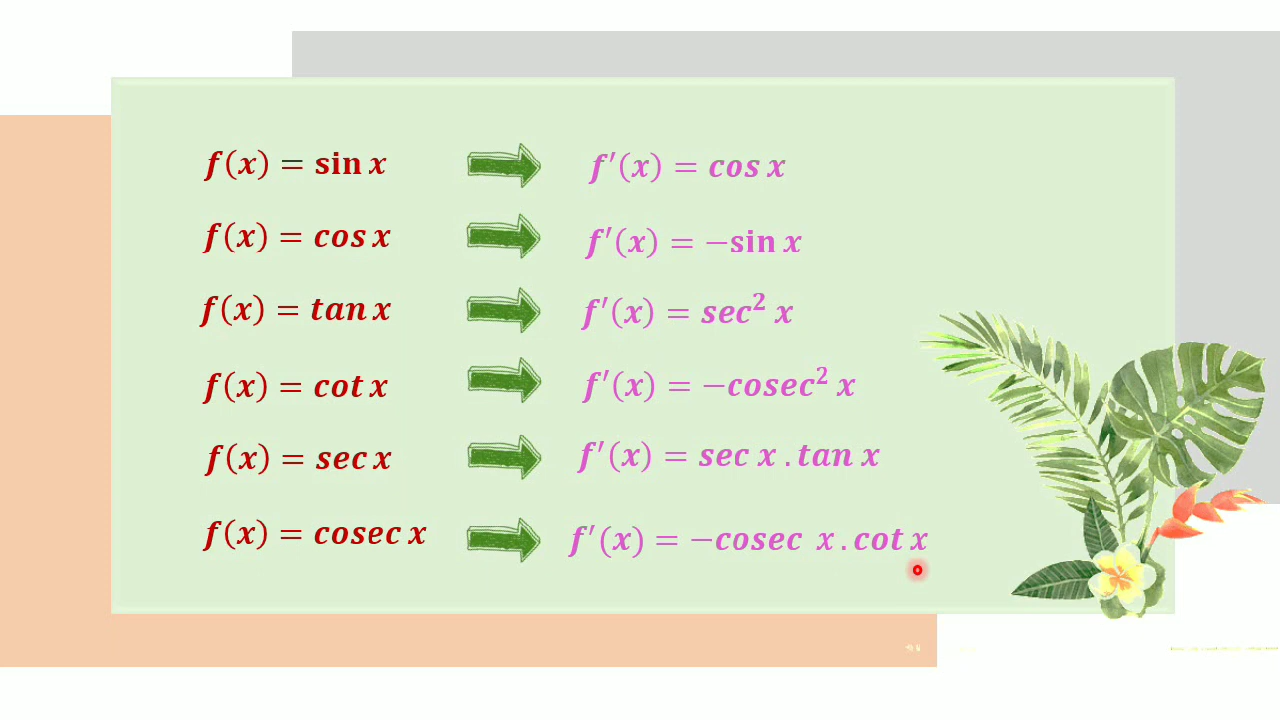 f(x) = sin x f′(x) = cos x
f(x) = cos x f′(x) = −sin x
f(x) = tan x f′(x) = sec² x
f(x) = cot x f′(x) = −cosec² x
f(x) = sec x f′(x) = sec x . tan x
f(x) = cosec x f′(x) = −cosec x . cot x